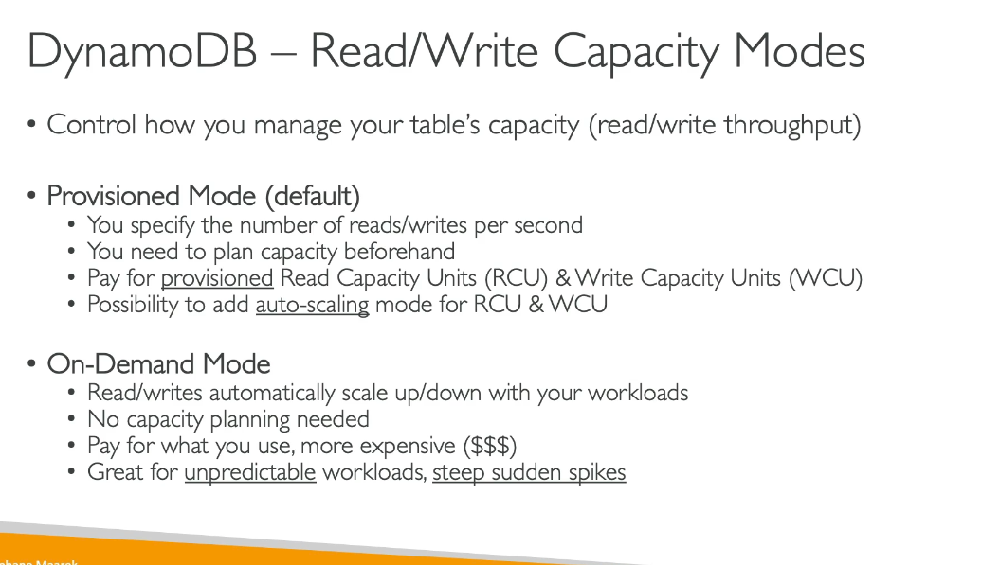 DynamoDB – Read/Write Capacity Modes
• Control how you manage your table's capacity (read/write throughput)
• Provisioned Mode (default)
• You specify the number of reads/writes per second
• You need to plan capacity beforehand
• Pay for provisioned Read Capacity Units (RCU) & Write Capacity Units (WCU)
• Possibility to add auto-scaling mode for RCU & WCU
• On-Demand Mode
• Read/writes automatically scale up/down with your workloads
• No capacity planning needed
• Pay for what you use, more expensive ($$$)
• Great for unpredictable workloads, steep sudden spikes